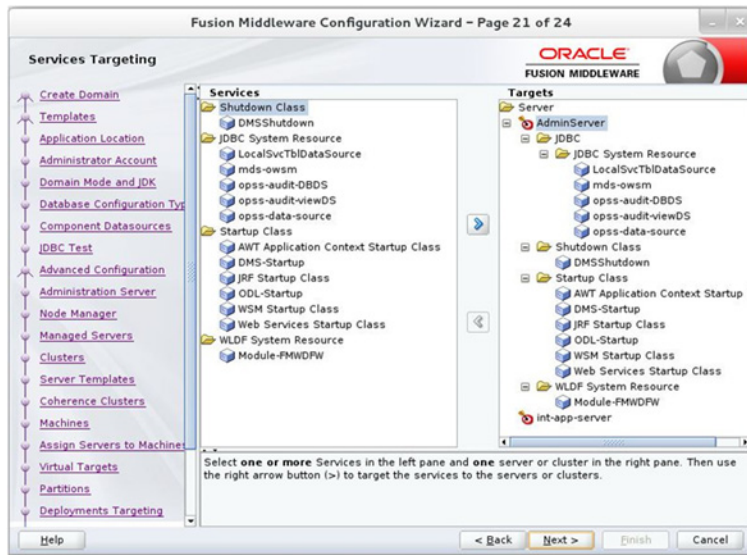 Fusion Middleware Configuration Wizard - Page 21 of 24
Services Targeting
ORACLE
FUSION MIDDLEWARE
Create Domain
Templates
Application Location
Administrator Account
Domain Mode and JDK
Database Configuration Typ
Component Datasources
JDBC Test
Advanced Configuration
Administration Server
Node Manager
Managed Servers
Clusters
Server Templates
Coherence Clusters
Machines
Assign Servers to Machines
Virtual Targets
Partitions
Deployments Targeting
Services
Shutdown Class
DMSShutdown
JDBC System Resource
LocalSvcTblDataSource
mds-owsm
opss-audit-DBDS
opss-audit-viewDS
opss-data-source
Startup Class
AWT Application Context Startup Class
DMS-Startup
JRF Startup Class
ODL-Startup
WSM Startup Class
Web Services Startup Class
WLDF System Resource
Module-FMWDFW
Targets
Server
AdminServer
JDBC
JDBC System Resource
LocalSvcTblDataSource
mds-owsm
opss-audit-DBDS
opss-audit-viewDS
opss-data-source
Shutdown Class
DMSShutdown
Startup Class
AWT Application Context Startup
DMS-Startup
JRF Startup Class
ODL-Startup
WSM Startup Class
Web Services Startup Class
WLDF System Resource
Module-FMWDFW
int-app-server
Select one or more Services in the left pane and one server or cluster in the right pane. Then use
the right arrow button (>) to target the services to the servers or clusters.
Help
< Back
Next >
Finish
Cancel